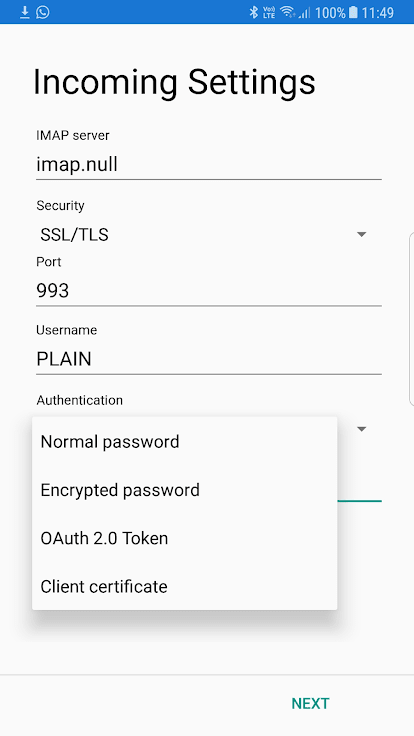 Vo))
LTE
100%
11:49
Incoming Settings
IMAP server
imap.null
Security
SSL/TLS
Port
993
Username
PLAIN
Authentication
Normal password
Encrypted password
OAuth 2.0 Token
Client certificate
NEXT